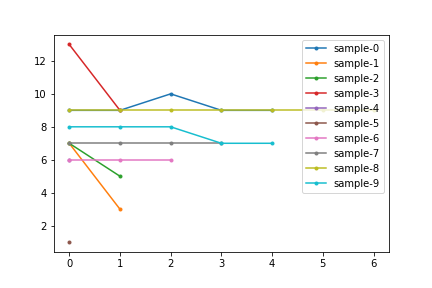 12
10
8
6
4
2
0 1 2 3 4 5 6
sample-0
sample-1
sample-2
sample-3
sample-4
sample-5
sample-6
sample-7
sample-8
sample-9